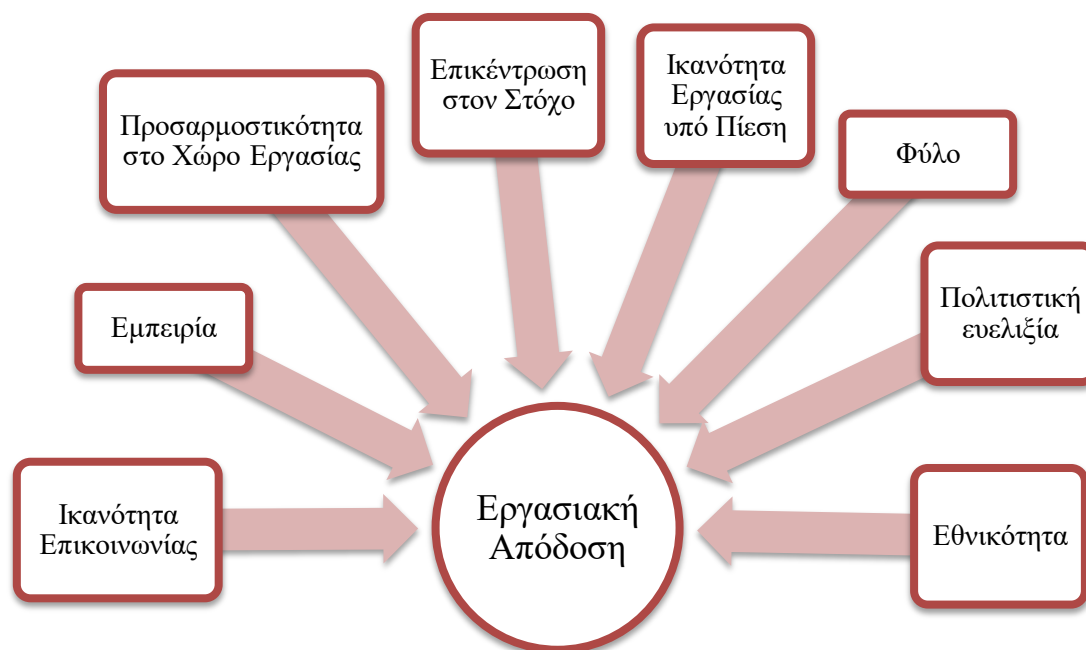 Επικέντρωση
στον Στόχο
Ικανότητα
Εργασίας
υπό Πίεση
Προσαρμοστικότητα
στο Χώρο Εργασίας
Φύλο
Εμπειρία
Πολιτιστική
ευελιξία
Ικανότητα
Επικοινωνίας
Εργασιακή
Απόδοση
Εθνικότητα